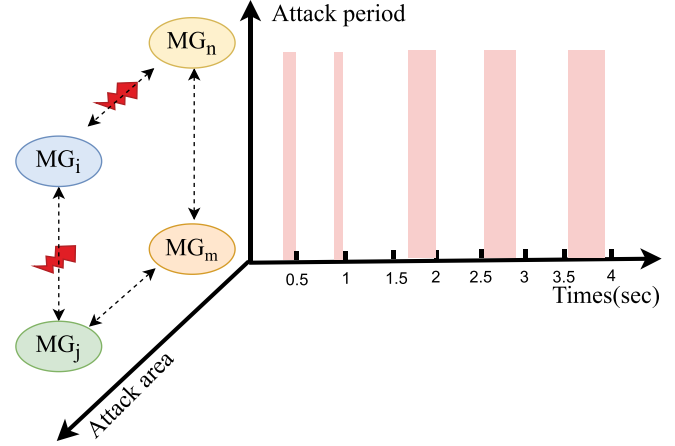 Attack period
MGn
MGi
MGm
MGj
0.5 1 1.5 2 2.5 3 3.5 4
Times(sec)
Attack area